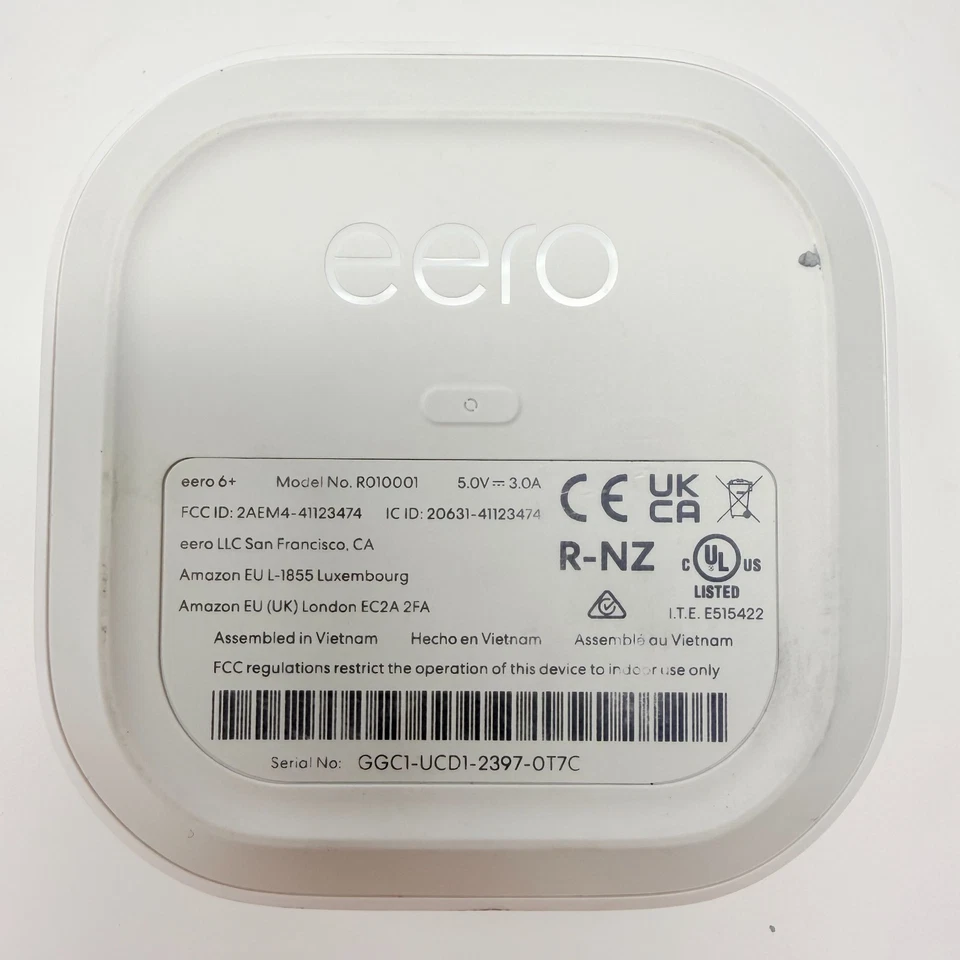 eero
eero 6+ Model No. R010001 5.0V⎓3.0A
CE UK CA
FCC ID: 2AEM4-41123474 IC ID: 20631-41123474
eero LLC San Francisco, CA
R-NZ
C UL US
LISTED
I.T.E. E515422
Amazon EU L-1855 Luxembourg
Amazon EU (UK) London EC2A 2FA
Assembled in Vietnam Hecho en Vietnam Assemblé au Vietnam
FCC regulations restrict the operation of this device to indoor use only
Serial No: GGC1-UCD1-2397-0T7C